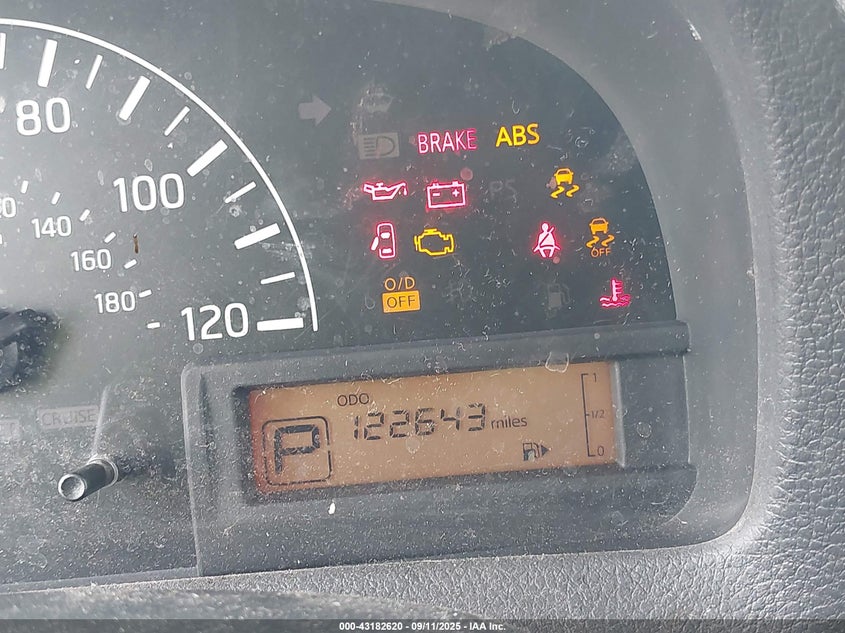 80
100
120
140
160
180
BRAKE
ABS
OFF
O/D
OFF
CRUISE
ODO
P
122643 miles
1
1/2
0
000-43182620 - 09/11/2025 - IAA Inc.